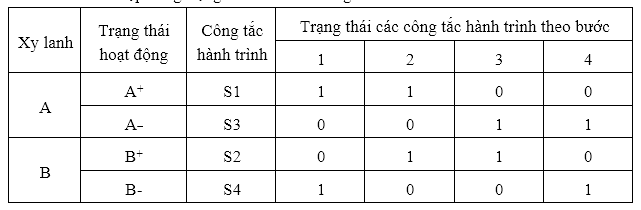 Xy lanh | Trạng thái hoạt động | Công tắc hành trình | Trạng thái các công tắc hành trình theo bước
1 | 2 | 3 | 4
A | A⁺ | S1 | 1 | 1 | 0 | 0
A– | S3 | 0 | 0 | 1 | 1
B | B⁺ | S2 | 0 | 1 | 1 | 0
B- | S4 | 1 | 0 | 0 | 1